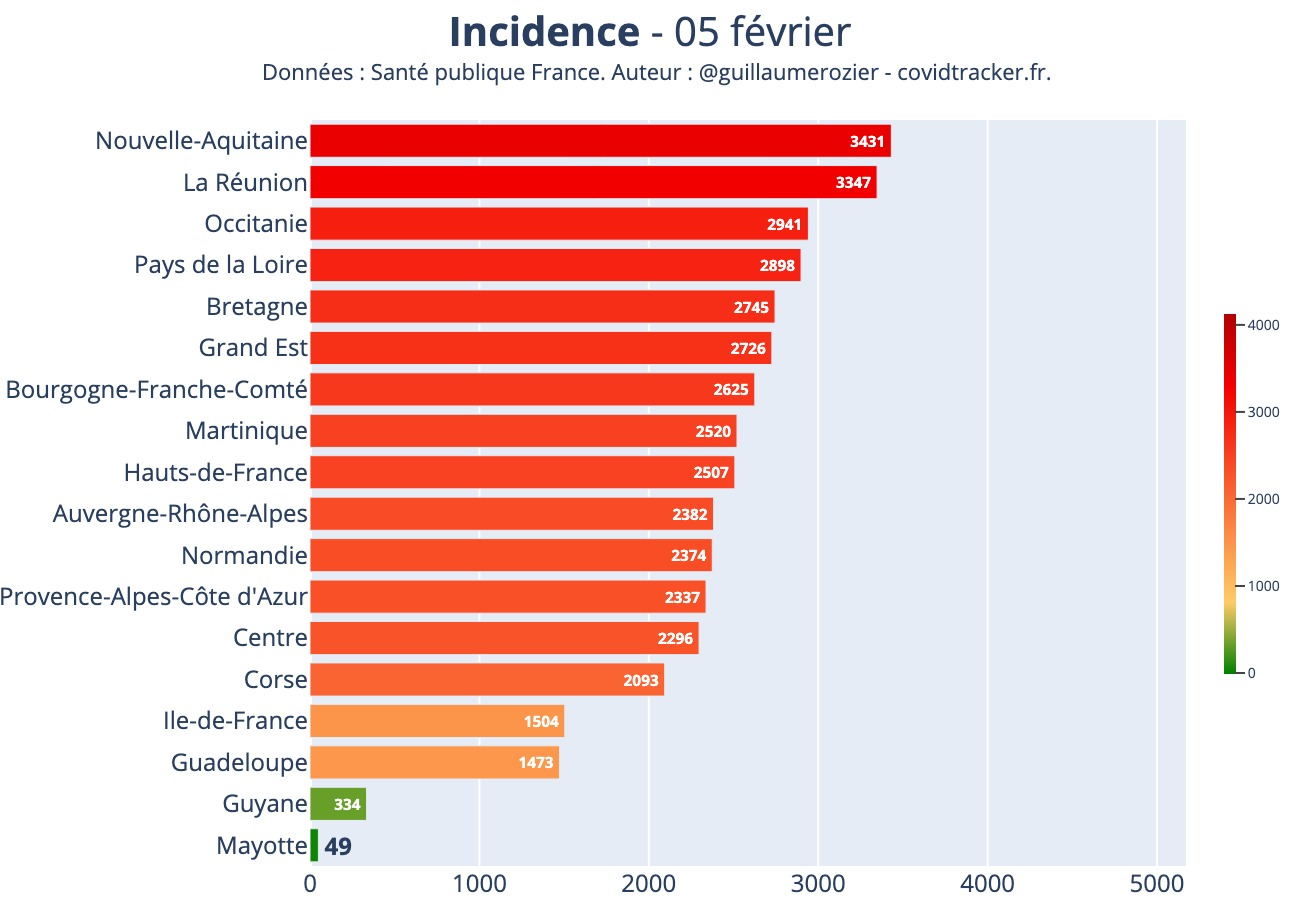 Incidence - 05 février
Données : Santé publique France. Auteur : @guillaumerozier - covidtracker.fr.
Nouvelle-Aquitaine 3431
La Réunion 3347
Occitanie 2941
Pays de la Loire 2898
Bretagne 2745
Grand Est 2726
Bourgogne-Franche-Comté 2625
Martinique 2520
Hauts-de-France 2507
Auvergne-Rhône-Alpes 2382
Normandie 2374
Provence-Alpes-Côte d'Azur 2337
Centre 2296
Corse 2093
Ile-de-France 1504
Guadeloupe 1473
Guyane 334
Mayotte 49
0 1000 2000 3000 4000 5000
4000
3000
2000
1000
0